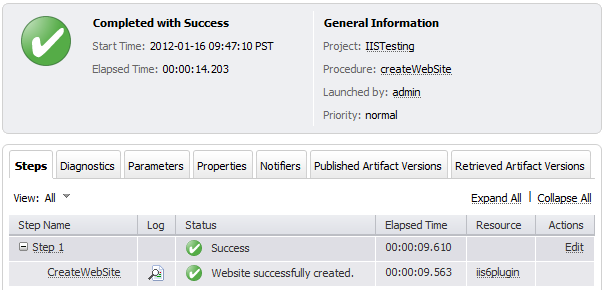 Completed with Success
Start Time: 2012-01-16 09:47:10 PST
Elapsed Time: 00:00:14.203
General Information
Project: IISTesting
Procedure: createWebSite
Launched by: admin
Priority: normal
Steps Diagnostics Parameters Properties Notifiers Published Artifact Versions Retrieved Artifact Versions
View: All Expand All Collapse All
Step Name Log Status Elapsed Time Resource Actions
Step 1 Success 00:00:09.610 Edit
CreateWebSite Website successfully created. 00:00:09.563 iis6plugin